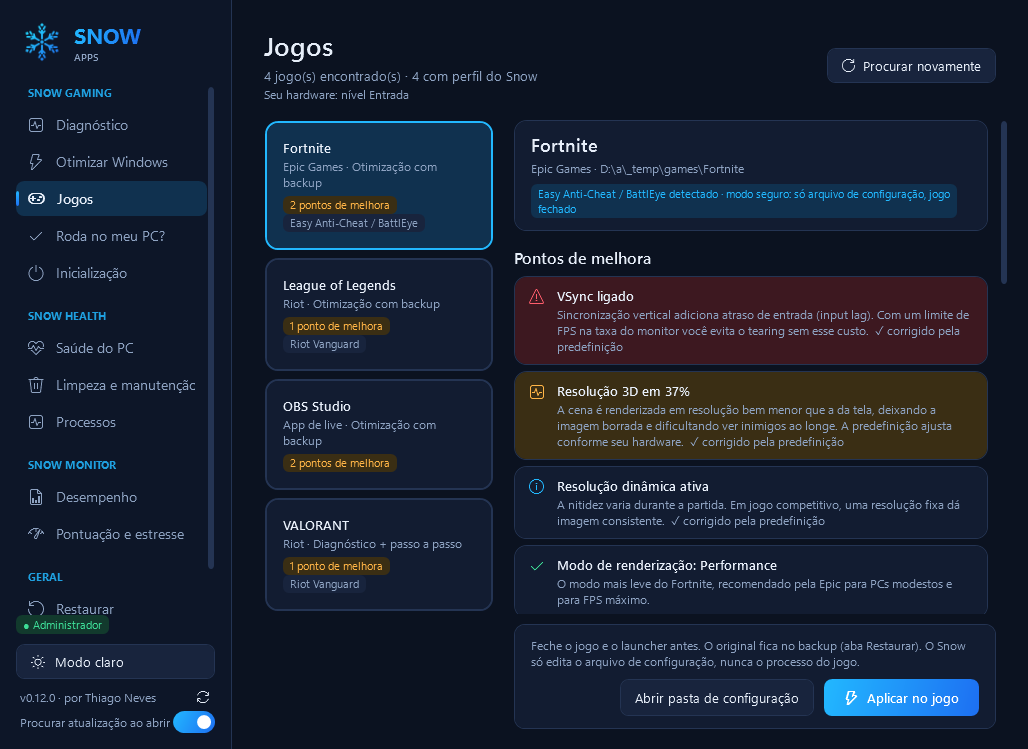 SNOW
APPS
SNOW GAMING
Diagnóstico
Otimizar Windows
Jogos
Roda no meu PC?
Inicialização
SNOW HEALTH
Saúde do PC
Limpeza e manutenção
Processos
SNOW MONITOR
Desempenho
Pontuação e estresse
GERAL
Restaurar
Administrador
Modo claro
v0.12.0 · por Thiago Neves
Procurar atualização ao abrir
Jogos
4 jogo(s) encontrado(s) · 4 com perfil do Snow
Seu hardware: nível Entrada
Procurar novamente
Fortnite
Epic Games · Otimização com
backup
2 pontos de melhora
Easy Anti-Cheat / BattlEye
League of Legends
Riot · Otimização com backup
1 ponto de melhora
Riot Vanguard
OBS Studio
App de live · Otimização com
backup
2 pontos de melhora
VALORANT
Riot · Diagnóstico + passo a passo
1 ponto de melhora
Riot Vanguard
Fortnite
Epic Games · D:\a\_temp\games\Fortnite
Easy Anti-Cheat / BattlEye detectado · modo seguro: só arquivo de configuração, jogo
fechado
Pontos de melhora
VSync ligado
Sincronização vertical adiciona atraso de entrada (input lag). Com um limite de
FPS na taxa do monitor você evita o tearing sem esse custo. ✓ corrigido pela
predefinição
Resolução 3D em 37%
A cena é renderizada em resolução bem menor que a da tela, deixando a
imagem borrada e dificultando ver inimigos ao longe. A predefinição ajusta
conforme seu hardware. ✓ corrigido pela predefinição
Resolução dinâmica ativa
A nitidez varia durante a partida. Em jogo competitivo, uma resolução fixa dá
imagem consistente. ✓ corrigido pela predefinição
Modo de renderização: Performance
O modo mais leve do Fortnite, recomendado pela Epic para PCs modestos e
para FPS máximo.
Feche o jogo e o launcher antes. O original fica no backup (aba Restaurar). O Snow
só edita o arquivo de configuração, nunca o processo do jogo.
Abrir pasta de configuração
Aplicar no jogo